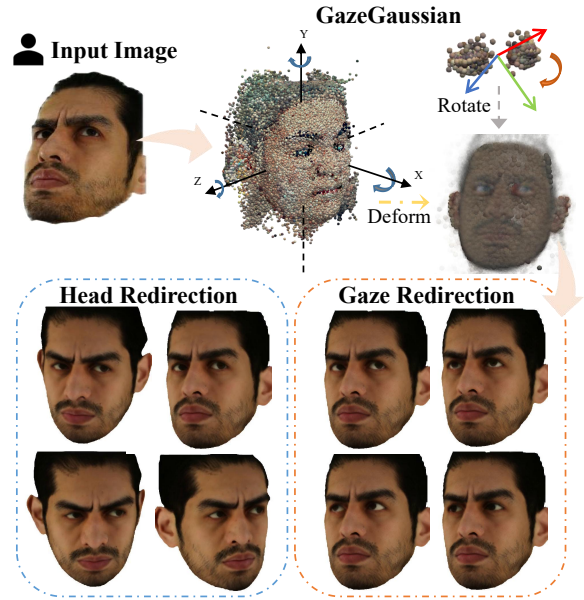 GazeGaussian
Input Image
Y
Z
X
Rotate
Deform
Head Redirection
Gaze Redirection